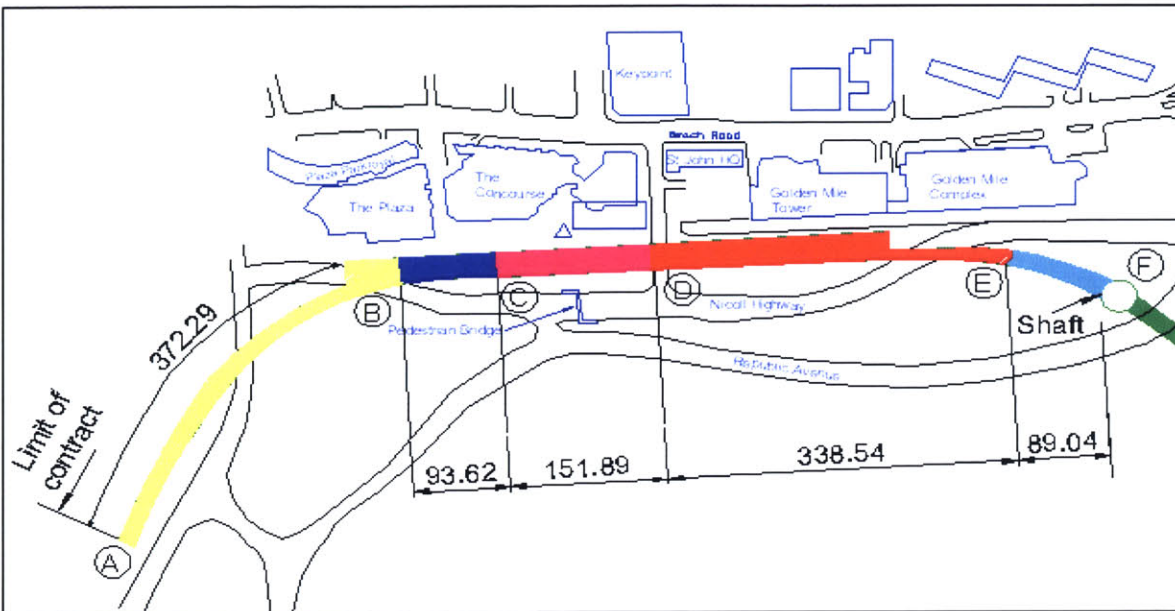 Keypoint
Beach Road
Plaza Parkroyal
The Concourse
St John HQ
The Plaza
Golden Mile
Tower
Golden Mile
Complex
B
C
D
E
F
Nicoll Highway
Pedestrian Bridge
Shaft
Republic Avenue
372.29
Limit of
contract
93.62
151.89
338.54
89.04
A